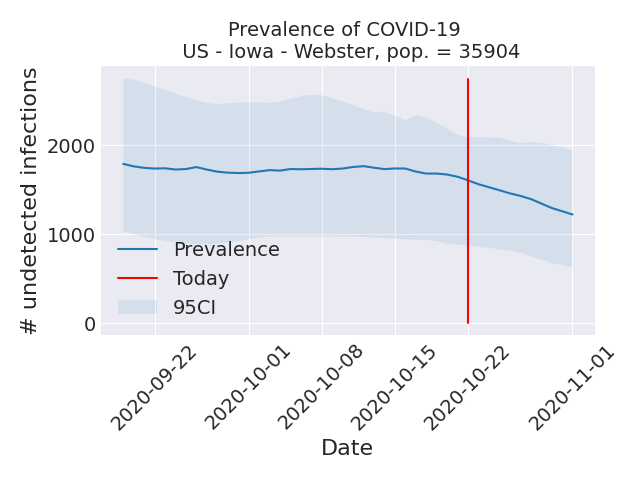 Prevalence of COVID-19
US - Iowa - Webster, pop. = 35904
# undetected infections
2000
1000
0
Prevalence
Today
95CI
2020-09-22
2020-10-01
2020-10-08
2020-10-15
2020-10-22
2020-11-01
Date